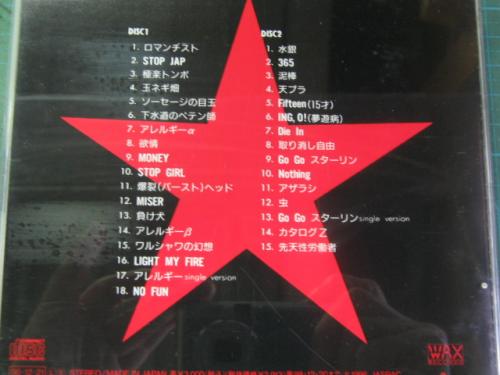 DISC1
1. ロマンチスト
2. STOP JAP
3. 極楽トンボ
4. 玉ネギ畑
5. ソーセージの目玉
6. 下水道のペテン師
7. アレルギーα
8. 欲情
9. MONEY
10. STOP GIRL
11. 爆裂(バースト)ヘッド
12. MISER
13. 負け犬
14. アレルギーβ
15. ワルシャワの幻想
16. LIGHT MY FIRE
17. アレルギーsingle version
18. NO FUN
DISC2
1. 水銀
2. 365
3. 泥棒
4. 天プラ
5. Fifteen(15才)
6. ING,O!(夢遊病)
7. Die In
8. 取り消し自由
9. Go Go スターリン
10. Nothing
11. アザラシ
12. 虫
13. Go Go スターリンsingle version
14. カタログZ
15. 先天性労働者
COMPACT
disc
DIGITAL AUDIO
WAX
RECORDS
STEREO/MADE IN JAPAN